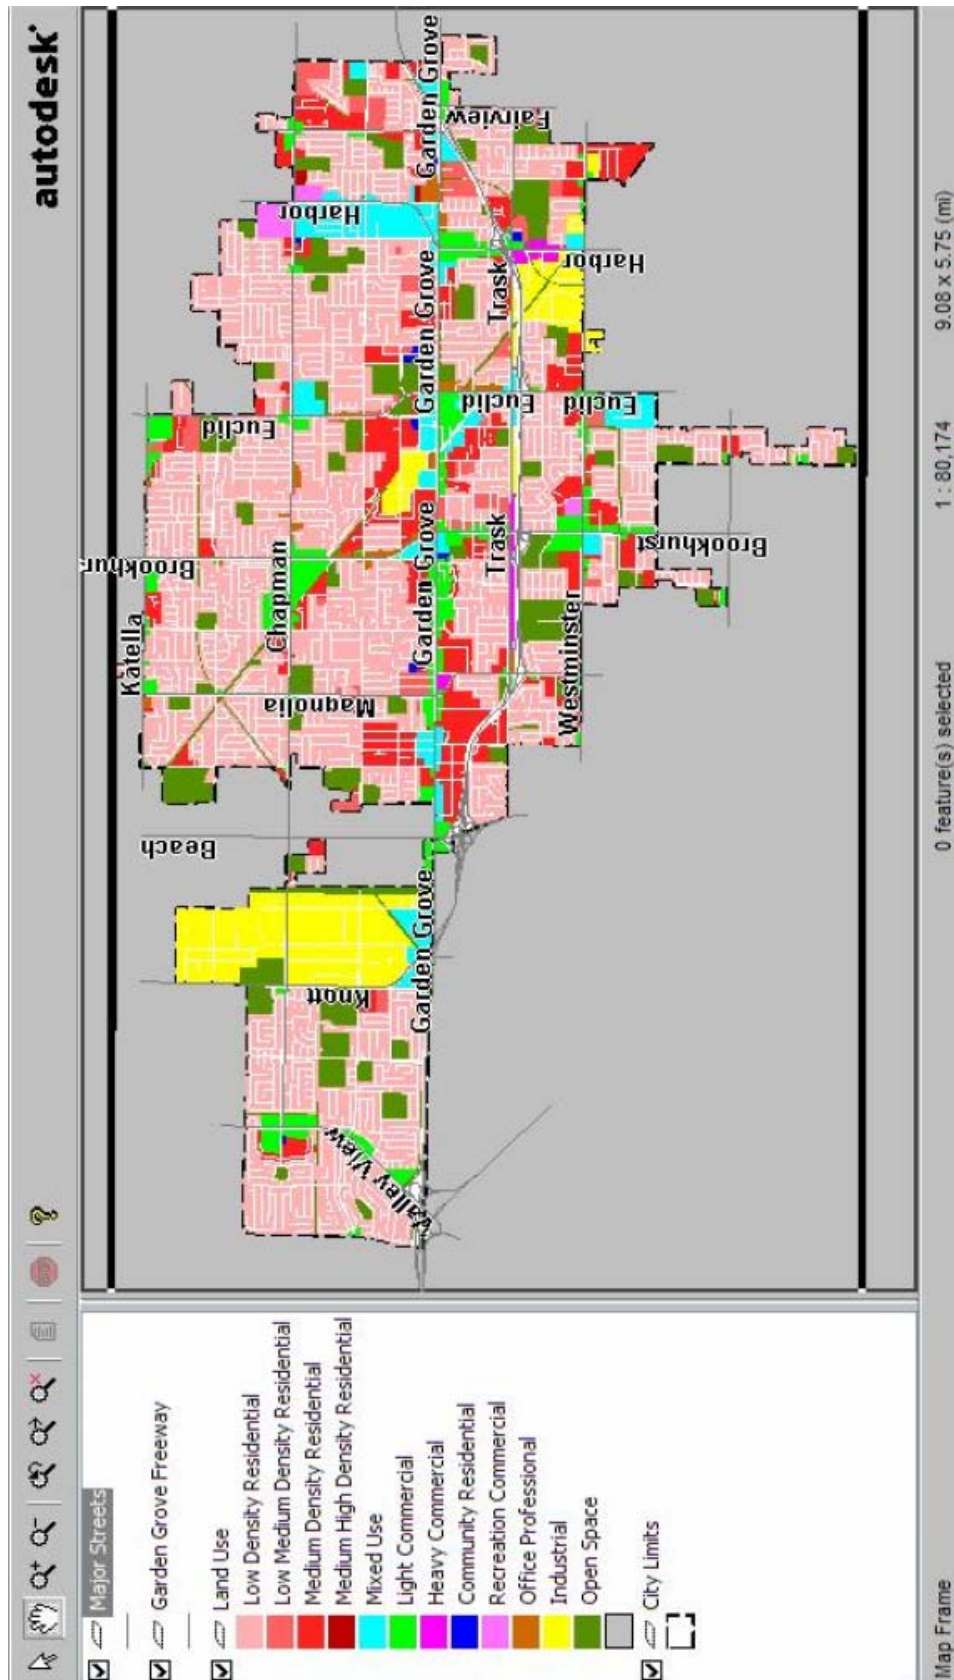 autodesk
Major Streets
Garden Grove Freeway
Land Use
Low Density Residential
Low Medium Density Residential
Medium Density Residential
Medium High Density Residential
Mixed Use
Light Commercial
Heavy Commercial
Community Residential
Recreation Commercial
Office Professional
Industrial
Open Space
City Limits
Katella
Brookhur
Euclid
Beach
Magnolia
Chapman
Harbor
Knott
Valley View
Garden Grove
Garden Grove
Garden Grove
Garden Grove
Garden Grove
Fairview
Trask
Trask
Euclid
Euclid
Harbor
Westminster
Brookhurst
Map Frame
0 feature(s) selected
1 : 80,174
9.08 x 5.75 (mi)